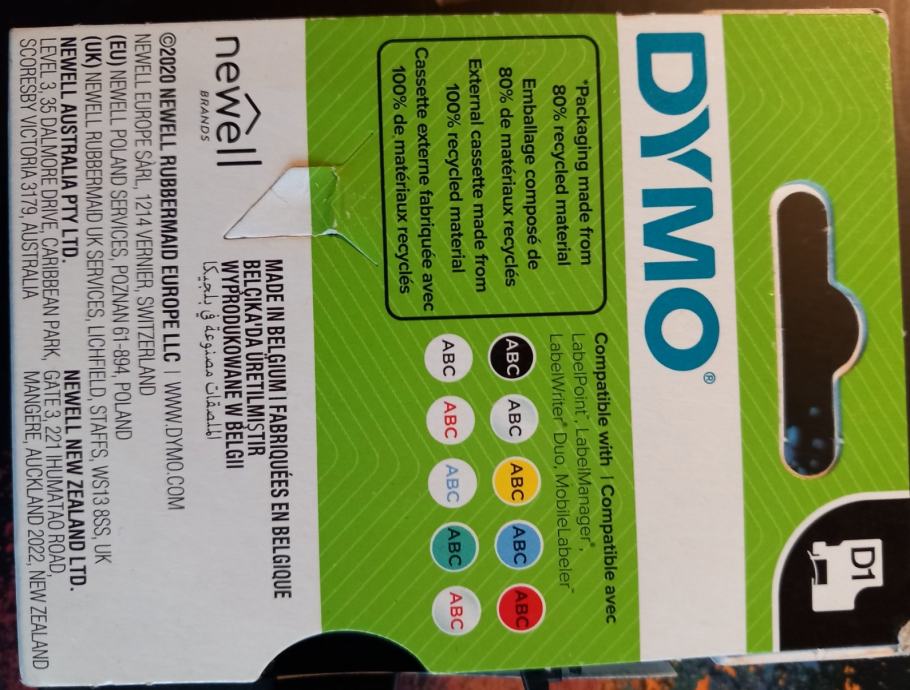 D1
DYMO®
*Packaging made from
80% recycled material
Emballage composé de
80% de matériaux recyclés
External cassette made from
100% recycled material
Cassette externe fabriquée avec
100% de matériaux recyclés
Compatible with | Compatible avec
LabelPoint™, LabelManager®,
LabelWriter® Duo, MobileLabeler™
ABC ABC ABC ABC ABC
ABC ABC ABC ABC ABC
newell
BRANDS
MADE IN BELGIUM | FABRIQUÉES EN BELGIQUE
BELÇİKA'DA ÜRETILMIŞTIR
WYPRODUKOWANE W BELGII
الملصقات مصنوعة في بلجيكا
©2020 NEWELL RUBBERMAID EUROPE LLC | WWW.DYMO.COM
NEWELL EUROPE SÀRL, 1214 VERNIER, SWITZERLAND
(EU) NEWELL POLAND SERVICES, POZNAN 61-894, POLAND
(UK) NEWELL RUBBERMAID UK SERVICES, LICHFIELD, STAFFS, WS13 8SS, UK
NEWELL AUSTRALIA PTY LTD.
LEVEL 3, 35 DALMORE DRIVE, CARIBBEAN PARK,
SCORESBY VICTORIA 3179, AUSTRALIA
NEWELL NEW ZEALAND LTD.
GATE 3, 221 IHUMATAO ROAD,
MANGERE, AUCKLAND 2022, NEW ZEALAND